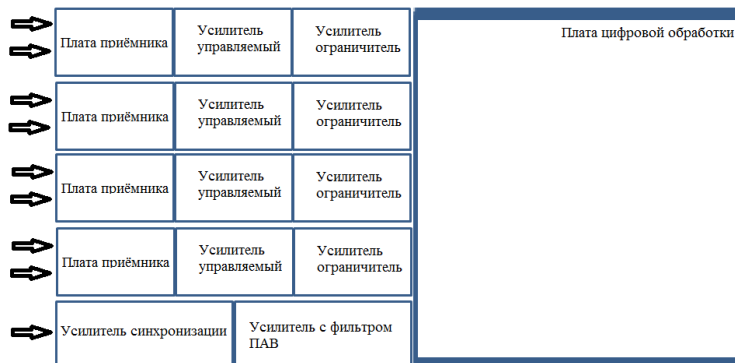 Плата приёмника
Усилитель
управляемый
Усилитель
ограничитель
Плата цифровой обработки
Плата приёмника
Усилитель
управляемый
Усилитель
ограничитель
Плата приёмника
Усилитель
управляемый
Усилитель
ограничитель
Плата приёмника
Усилитель
управляемый
Усилитель
ограничитель
Усилитель синхронизации
Усилитель с фильтром
ПАВ